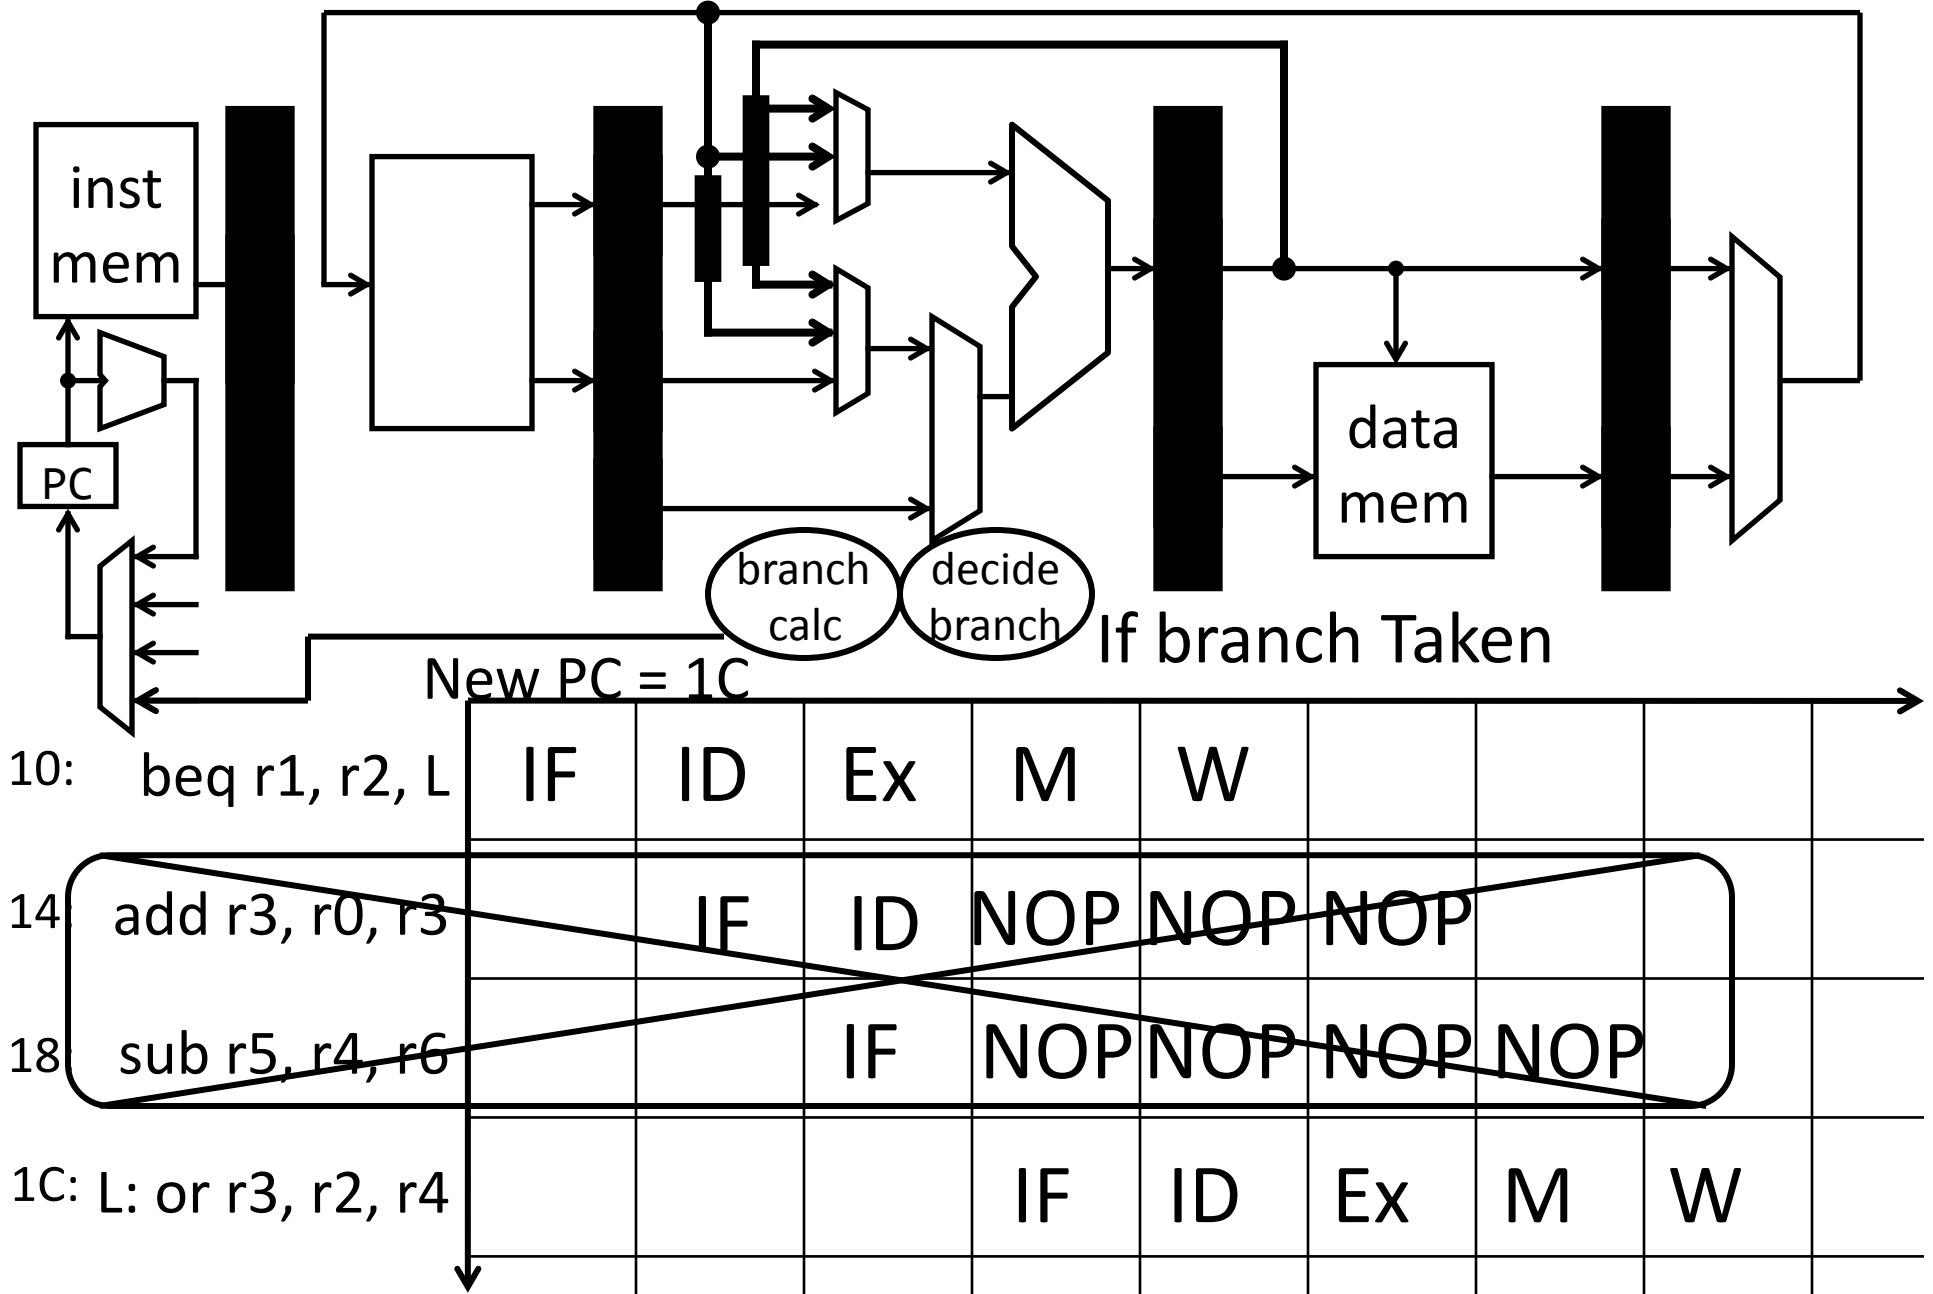 inst
mem
PC
branch
calc
decide
branch
data
mem
If branch Taken
New PC = 1C
10: beq r1, r2, L IF ID Ex M W
14: add r3, r0, r3 IF ID NOP NOP NOP
18: sub r5, r4, r6 IF NOP NOP NOP NOP
1C: L: or r3, r2, r4 IF ID Ex M W